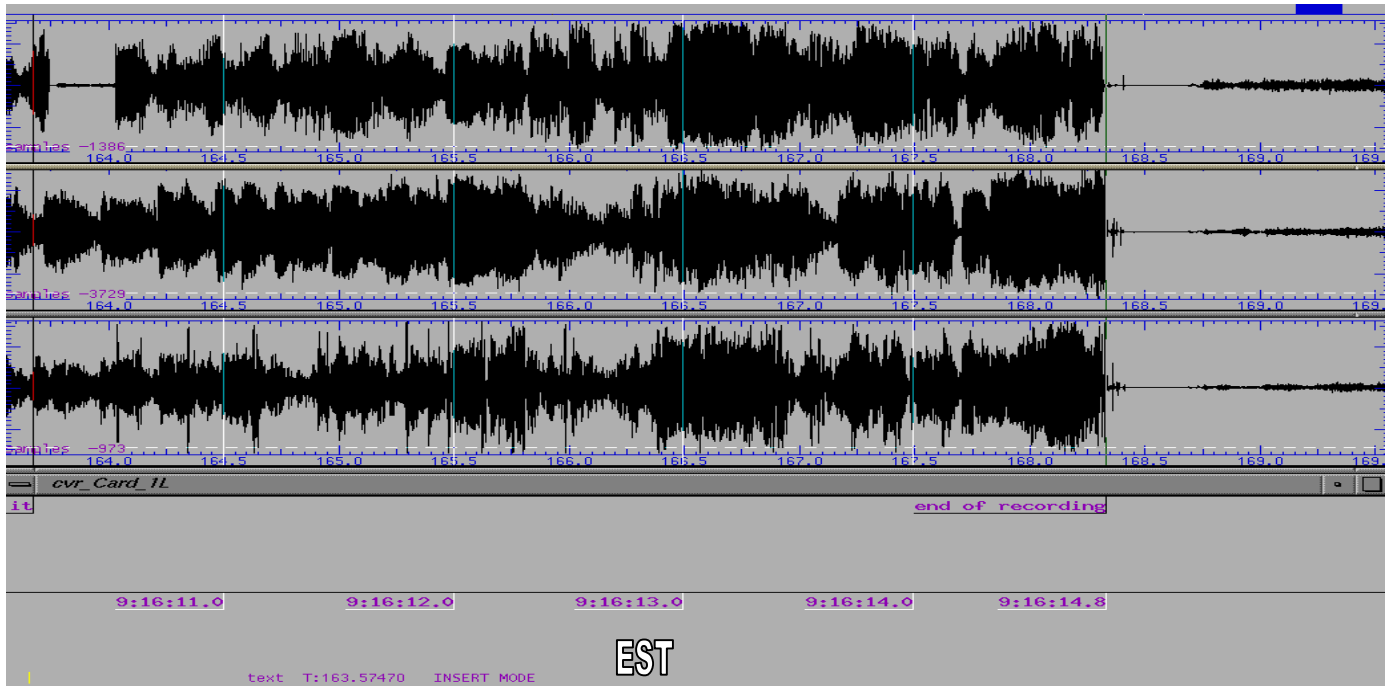 samples -1386
164.0 164.5 165.0 165.5 166.0 166.5 167.0 167.5 168.0 168.5 169.0 169.
samples -3729
164.0 164.5 165.0 165.5 166.0 166.5 167.0 167.5 168.0 168.5 169.0 169.
samples -973
164.0 164.5 165.0 165.5 166.0 166.5 167.0 167.5 168.0 168.5 169.0 169.
cvr_Card_1L
it end of recording
9:16:11.0 9:16:12.0 9:16:13.0 9:16:14.0 9:16:14.8
EST
text T:163.57470 INSERT MODE